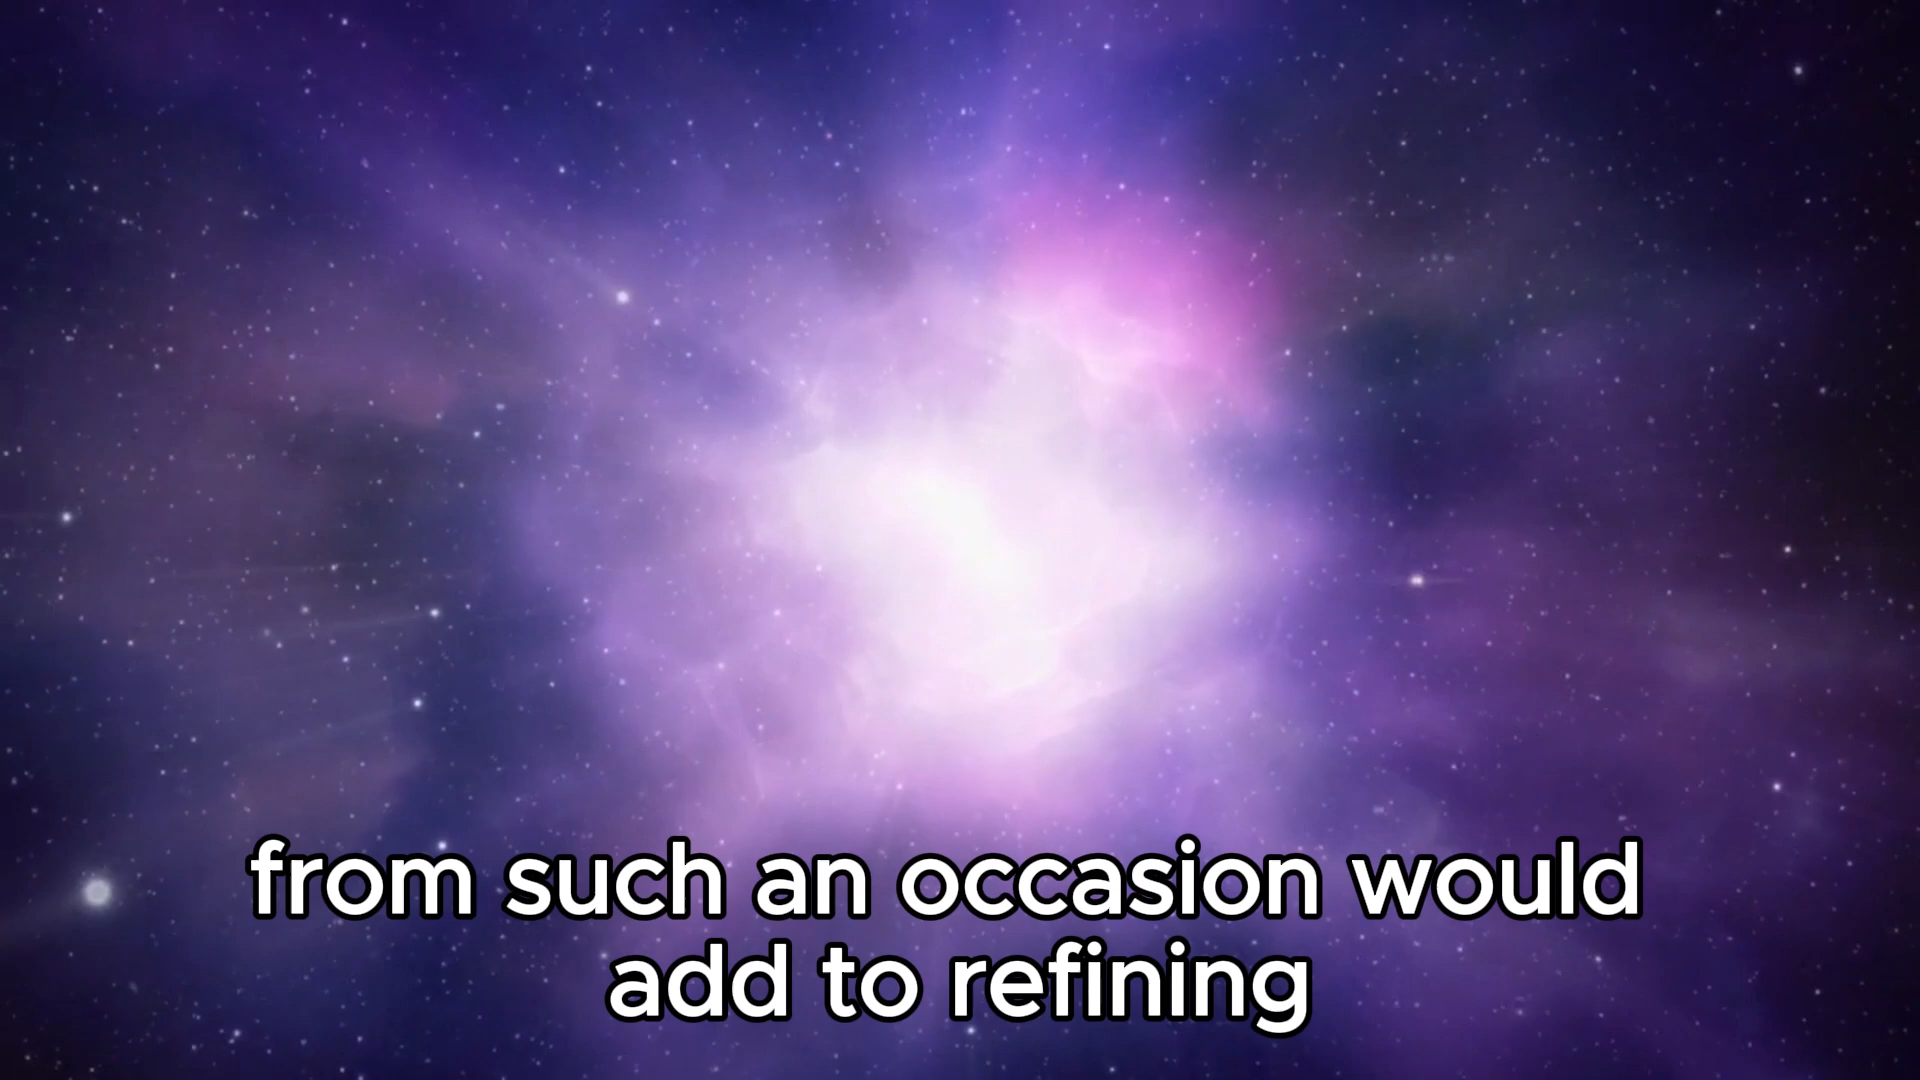 from such an occasion would
add to refining